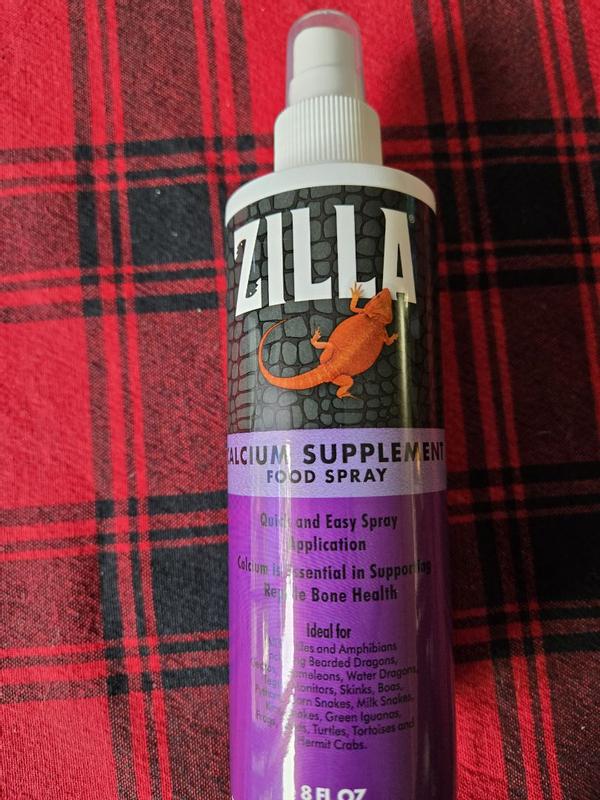 ZILLA
CALCIUM SUPPLEMENT
FOOD SPRAY
Quick and Easy Spray
Application
Calcium is Essential in Supporting
Reptile Bone Health
Ideal for
and Amphibians
Bearded Dragons,
Chameleons, Water Dragons,
Monitors, Skinks, Boas,
Corn Snakes, Milk Snakes,
Snakes, Green Iguanas,
Frogs, Turtles, Tortoises and
Hermit Crabs.
8 FL OZ